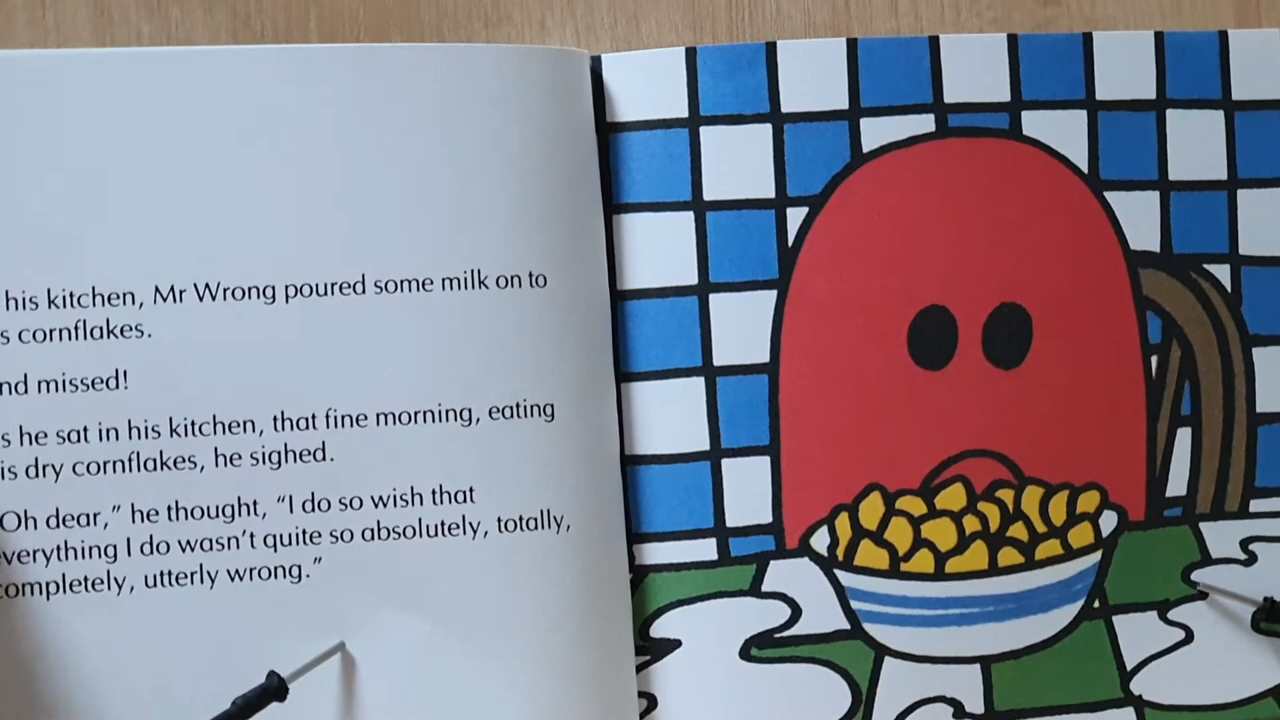 his kitchen, Mr Wrong poured some milk on to
s cornflakes.
nd missed!
s he sat in his kitchen, that fine morning, eating
is dry cornflakes, he sighed.
Oh dear,” he thought, “I do so wish that
verything I do wasn’t quite so absolutely, totally,
completely, utterly wrong.”